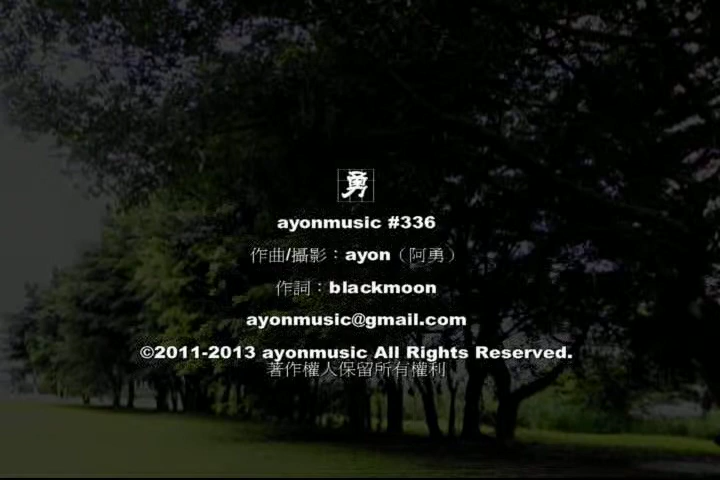 勇
ayonmusic #336
作曲/攝影：ayon（阿勇）
作詞：blackmoon
ayonmusic@gmail.com
©2011-2013 ayonmusic All Rights Reserved.
著作權人保留所有權利